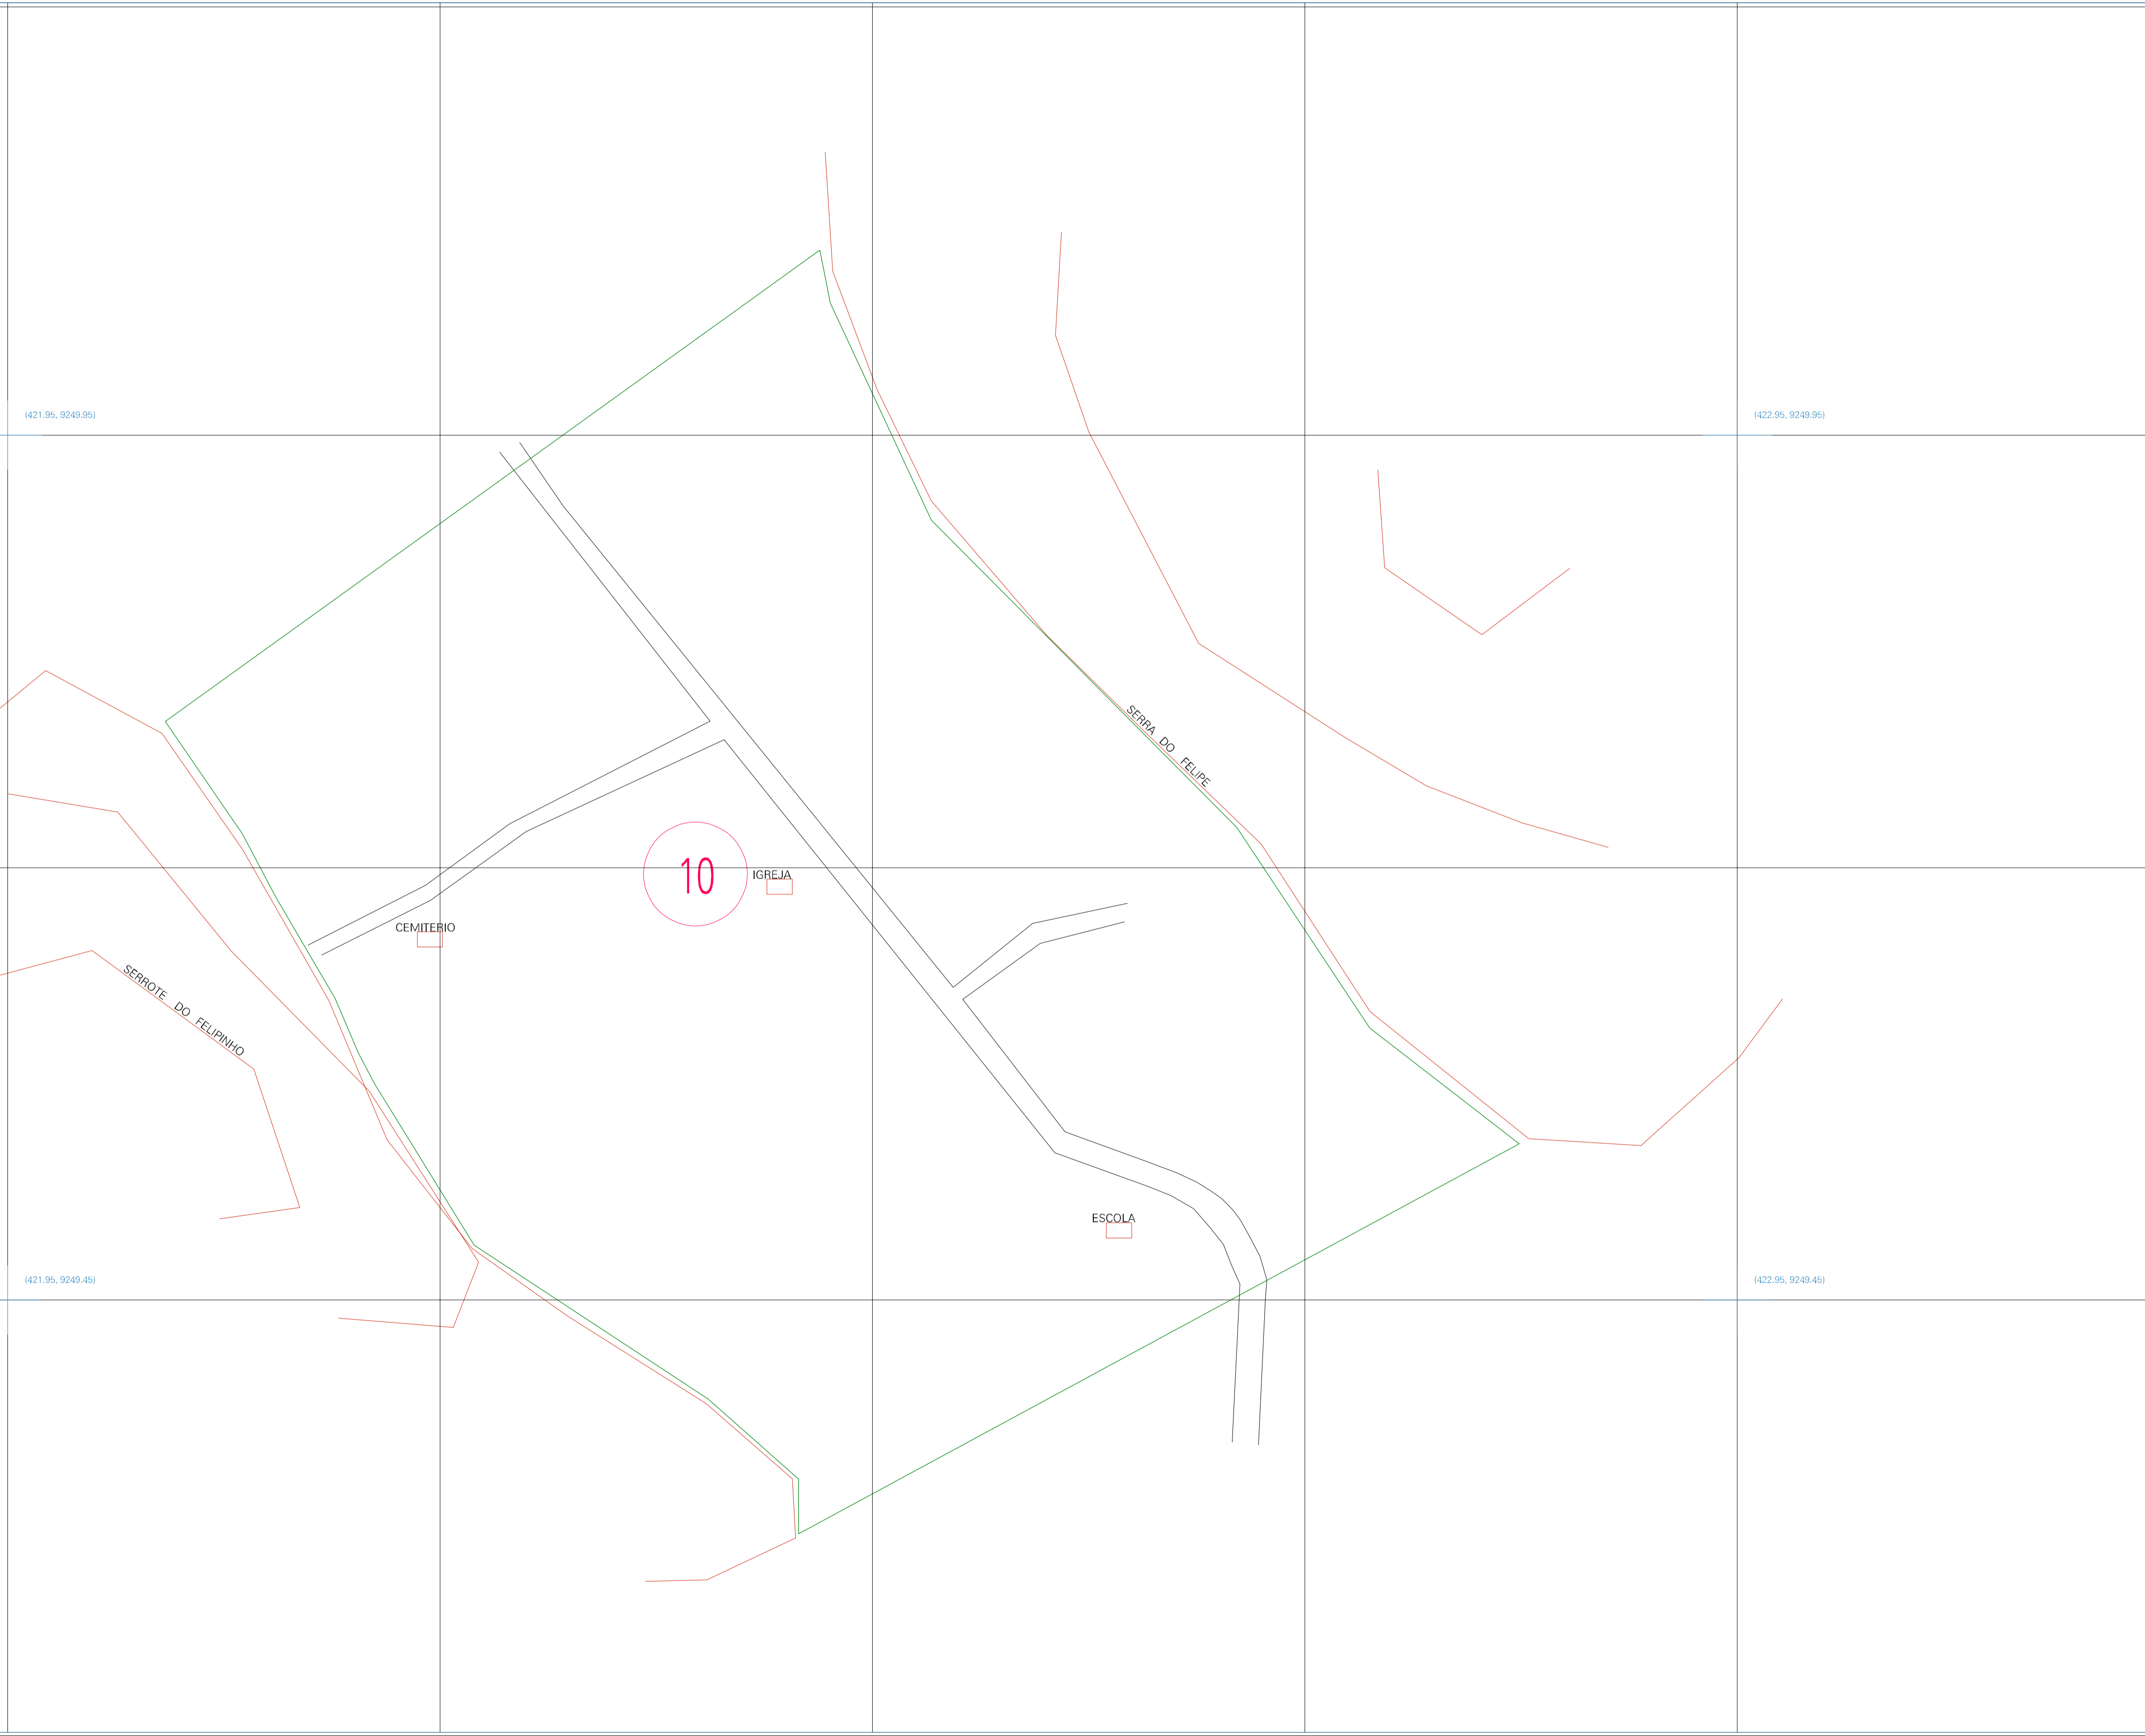 (421.95, 9249.95)
(422.95, 9249.95)
SERRA DO FELIPE
10
IGREJA
CEMITERIO
SERROTE DO FELIPINHO
ESCOLA
(421.95, 9249.45)
(422.95, 9249.45)